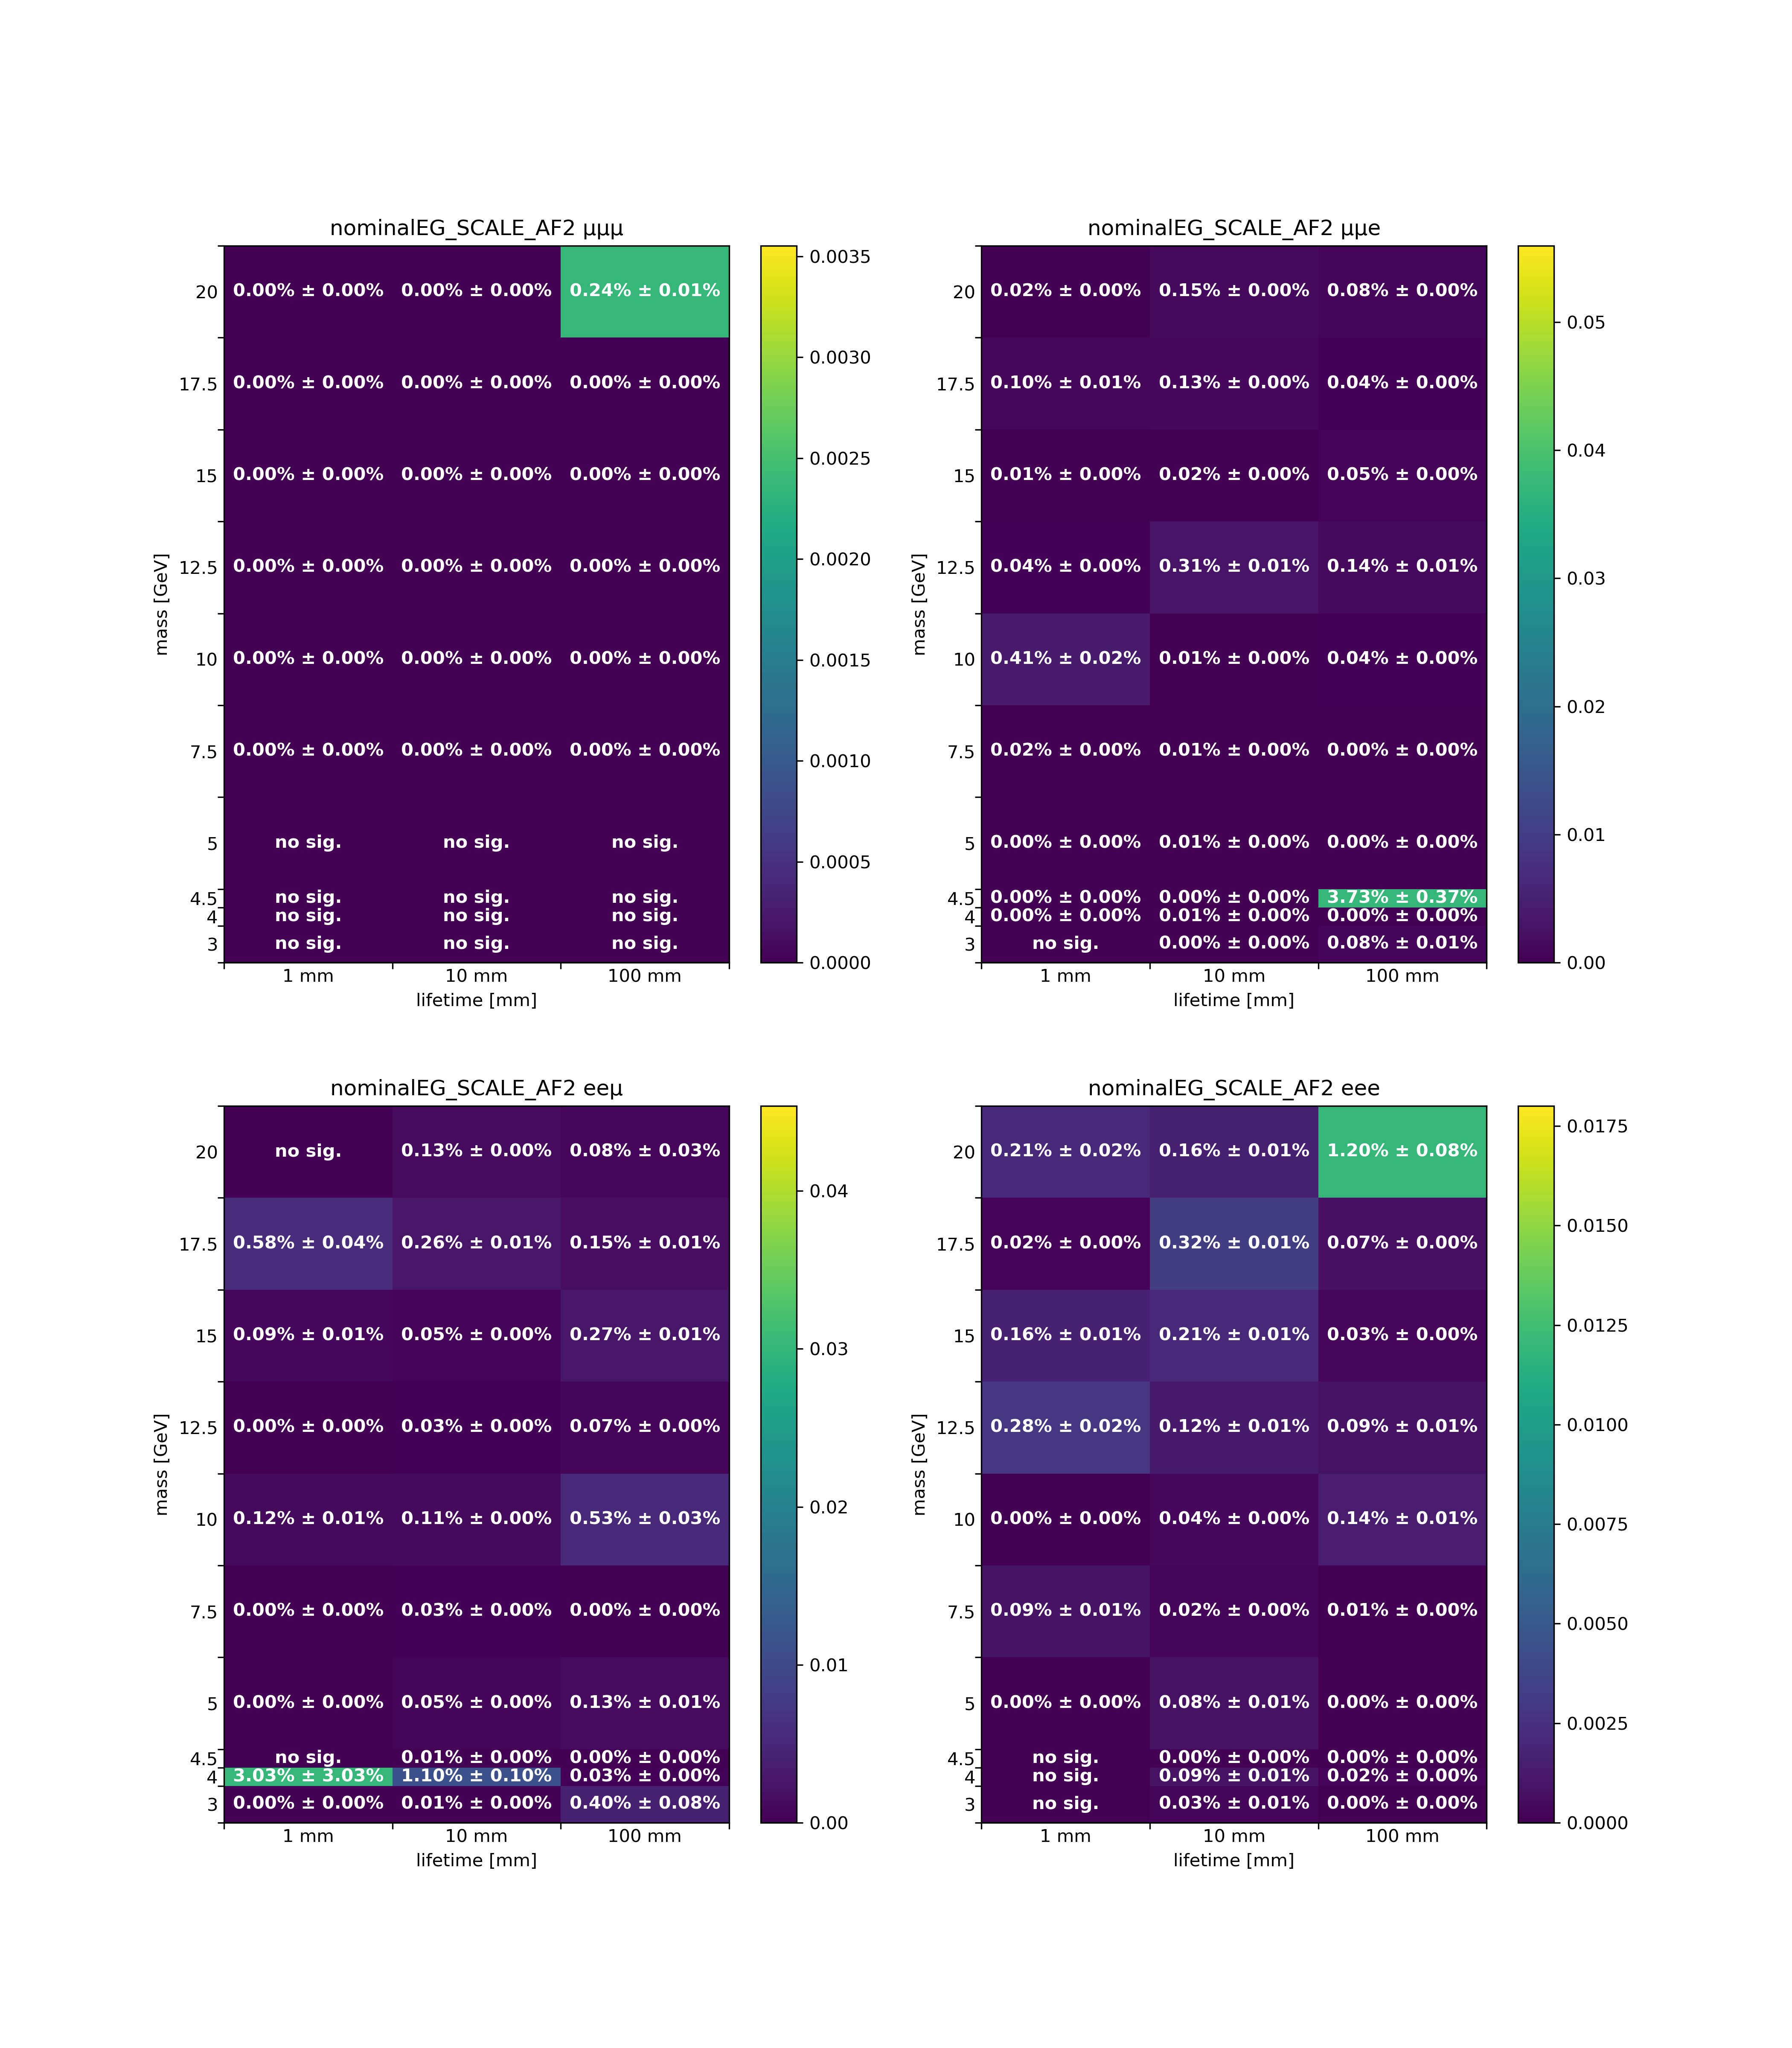 nominalEG_SCALE_AF2 μμμ
20 0.00% ± 0.00% 0.00% ± 0.00% 0.24% ± 0.01%
17.5 0.00% ± 0.00% 0.00% ± 0.00% 0.00% ± 0.00%
15 0.00% ± 0.00% 0.00% ± 0.00% 0.00% ± 0.00%
12.5 0.00% ± 0.00% 0.00% ± 0.00% 0.00% ± 0.00%
mass [GeV]
10 0.00% ± 0.00% 0.00% ± 0.00% 0.00% ± 0.00%
7.5 0.00% ± 0.00% 0.00% ± 0.00% 0.00% ± 0.00%
5 no sig. no sig. no sig.
4.5 no sig. no sig. no sig.
4 no sig. no sig. no sig.
3 no sig. no sig. no sig.
1 mm 10 mm 100 mm
lifetime [mm]
0.0035
0.0030
0.0025
0.0020
0.0015
0.0010
0.0005
0.0000
nominalEG_SCALE_AF2 μμe
20 0.02% ± 0.00% 0.15% ± 0.00% 0.08% ± 0.00%
17.5 0.10% ± 0.01% 0.13% ± 0.00% 0.04% ± 0.00%
15 0.01% ± 0.00% 0.02% ± 0.00% 0.05% ± 0.00%
12.5 0.04% ± 0.00% 0.31% ± 0.01% 0.14% ± 0.01%
mass [GeV]
10 0.41% ± 0.02% 0.01% ± 0.00% 0.04% ± 0.00%
7.5 0.02% ± 0.00% 0.01% ± 0.00% 0.00% ± 0.00%
5 0.00% ± 0.00% 0.01% ± 0.00% 0.00% ± 0.00%
4.5 0.00% ± 0.00% 0.00% ± 0.00% 3.73% ± 0.37%
4 0.00% ± 0.00% 0.01% ± 0.00% 0.00% ± 0.00%
3 no sig. 0.00% ± 0.00% 0.08% ± 0.01%
1 mm 10 mm 100 mm
lifetime [mm]
0.05
0.04
0.03
0.02
0.01
0.00
nominalEG_SCALE_AF2 eeμ
20 no sig. 0.13% ± 0.00% 0.08% ± 0.03%
17.5 0.58% ± 0.04% 0.26% ± 0.01% 0.15% ± 0.01%
15 0.09% ± 0.01% 0.05% ± 0.00% 0.27% ± 0.01%
12.5 0.00% ± 0.00% 0.03% ± 0.00% 0.07% ± 0.00%
mass [GeV]
10 0.12% ± 0.01% 0.11% ± 0.00% 0.53% ± 0.03%
7.5 0.00% ± 0.00% 0.03% ± 0.00% 0.00% ± 0.00%
5 0.00% ± 0.00% 0.05% ± 0.00% 0.13% ± 0.01%
4.5 no sig. 0.01% ± 0.00% 0.00% ± 0.00%
4 3.03% ± 3.03% 1.10% ± 0.10% 0.03% ± 0.00%
3 0.00% ± 0.00% 0.01% ± 0.00% 0.40% ± 0.08%
1 mm 10 mm 100 mm
lifetime [mm]
0.04
0.03
0.02
0.01
0.00
nominalEG_SCALE_AF2 eee
20 0.21% ± 0.02% 0.16% ± 0.01% 1.20% ± 0.08%
17.5 0.02% ± 0.00% 0.32% ± 0.01% 0.07% ± 0.00%
15 0.16% ± 0.01% 0.21% ± 0.01% 0.03% ± 0.00%
12.5 0.28% ± 0.02% 0.12% ± 0.01% 0.09% ± 0.01%
mass [GeV]
10 0.00% ± 0.00% 0.04% ± 0.00% 0.14% ± 0.01%
7.5 0.09% ± 0.01% 0.02% ± 0.00% 0.01% ± 0.00%
5 0.00% ± 0.00% 0.08% ± 0.01% 0.00% ± 0.00%
4.5 no sig. 0.00% ± 0.00% 0.00% ± 0.00%
4 no sig. 0.09% ± 0.01% 0.02% ± 0.00%
3 no sig. 0.03% ± 0.01% 0.00% ± 0.00%
1 mm 10 mm 100 mm
lifetime [mm]
0.0175
0.0150
0.0125
0.0100
0.0075
0.0050
0.0025
0.0000